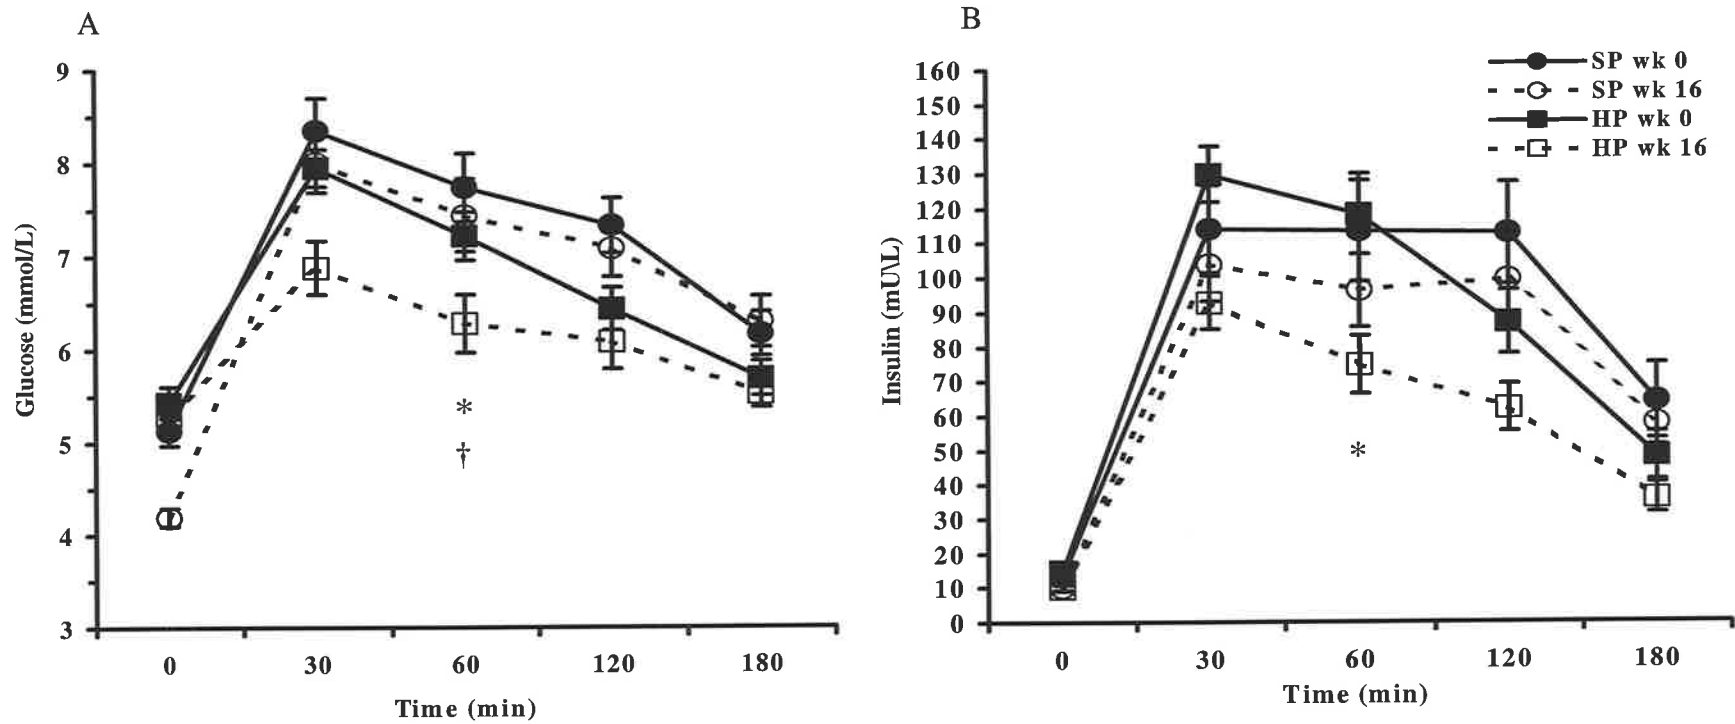 A
B
9
8
7
6
5
4
3
Glucose (mmol/L)
*
†
0 30 60 120 180
Time (min)
160
150
140
130
120
110
100
90
80
70
60
50
40
30
20
10
0
Insulin (mU\L)
SP wk 0
SP wk 16
HP wk 0
HP wk 16
*
0 30 60 120 180
Time (min)